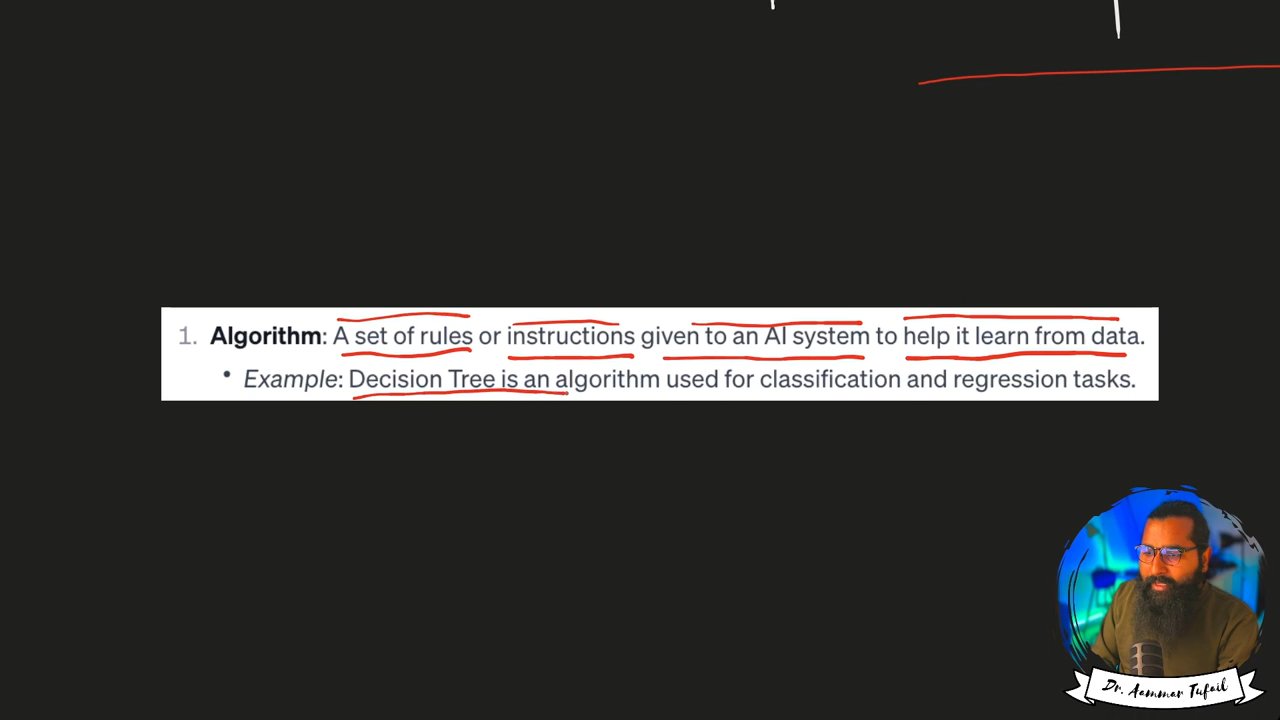 1. Algorithm: A set of rules or instructions given to an AI system to help it learn from data.
• Example: Decision Tree is an algorithm used for classification and regression tasks.
Dr. Aammar Tufail